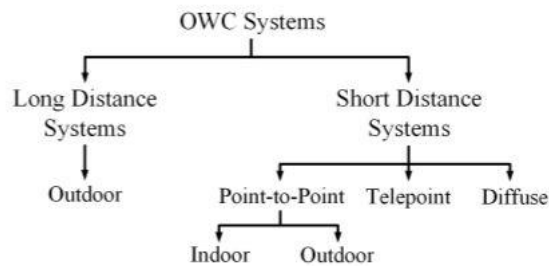 OWC Systems
Long Distance
Systems
Short Distance
Systems
Outdoor
Point-to-Point
Telepoint
Diffuse
Indoor
Outdoor